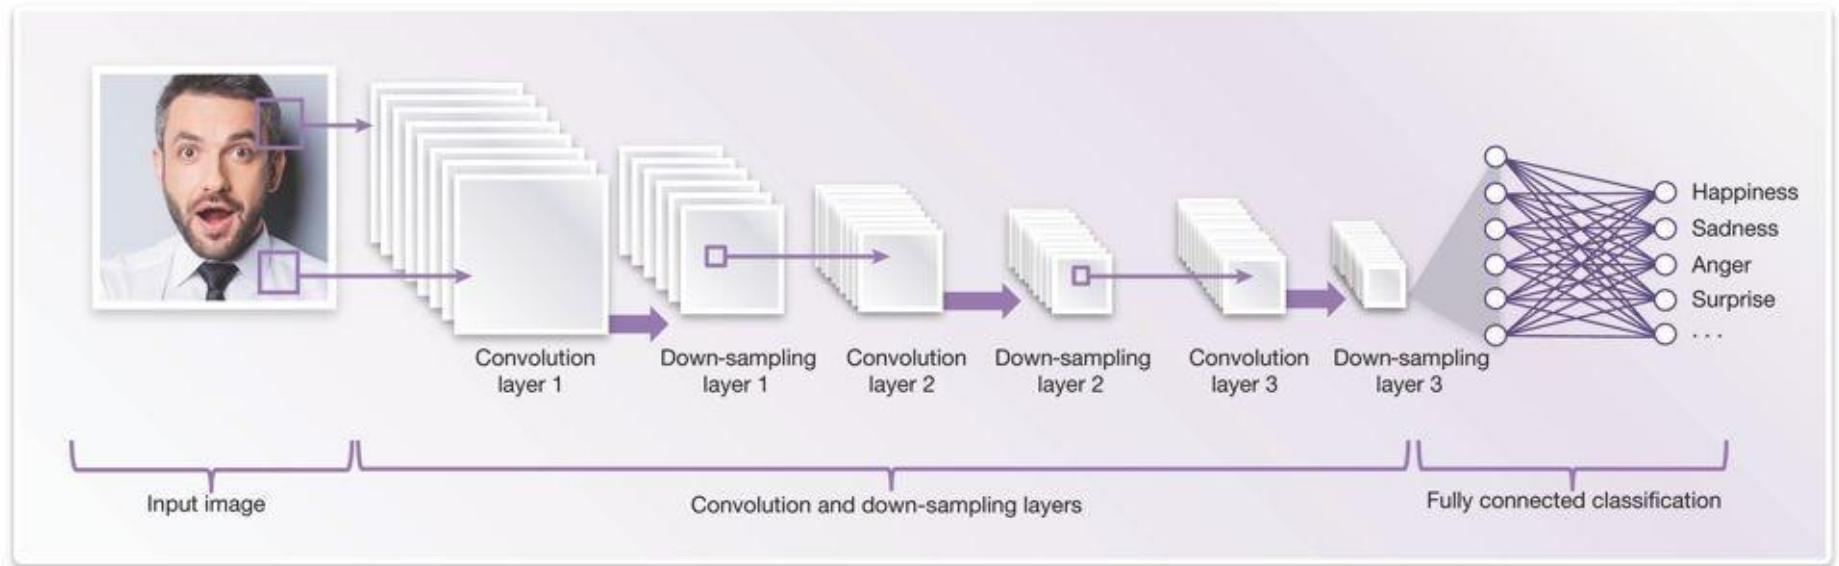 Happiness
Sadness
Anger
Surprise
. . .
Convolution
layer 1
Down-sampling
layer 1
Convolution
layer 2
Down-sampling
layer 2
Convolution
layer 3
Down-sampling
layer 3
Input image
Convolution and down-sampling layers
Fully connected classification